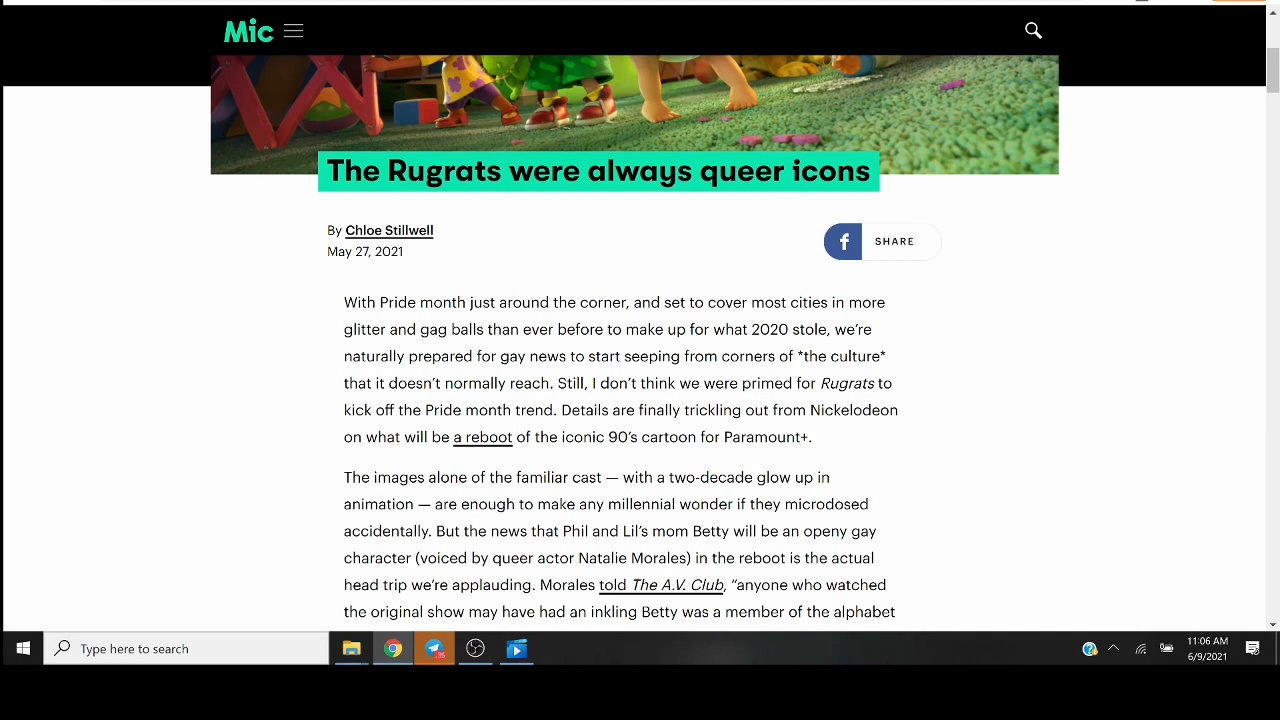 Mic
The Rugrats were always queer icons
By Chloe Stillwell
May 27, 2021
f SHARE
With Pride month just around the corner, and set to cover most cities in more
glitter and gag balls than ever before to make up for what 2020 stole, we're
naturally prepared for gay news to start seeping from corners of *the culture*
that it doesn't normally reach. Still, I don't think we were primed for Rugrats to
kick off the Pride month trend. Details are finally trickling out from Nickelodeon
on what will be a reboot of the iconic 90's cartoon for Paramount+.
The images alone of the familiar cast — with a two-decade glow up in
animation — are enough to make any millennial wonder if they microdosed
accidentally. But the news that Phil and Lil's mom Betty will be an openy gay
character (voiced by queer actor Natalie Morales) in the reboot is the actual
head trip we're applauding. Morales told The A.V. Club, “anyone who watched
the original show may have had an inkling Betty was a member of the alphabet
Type here to search
35
11:06 AM
6/9/2021